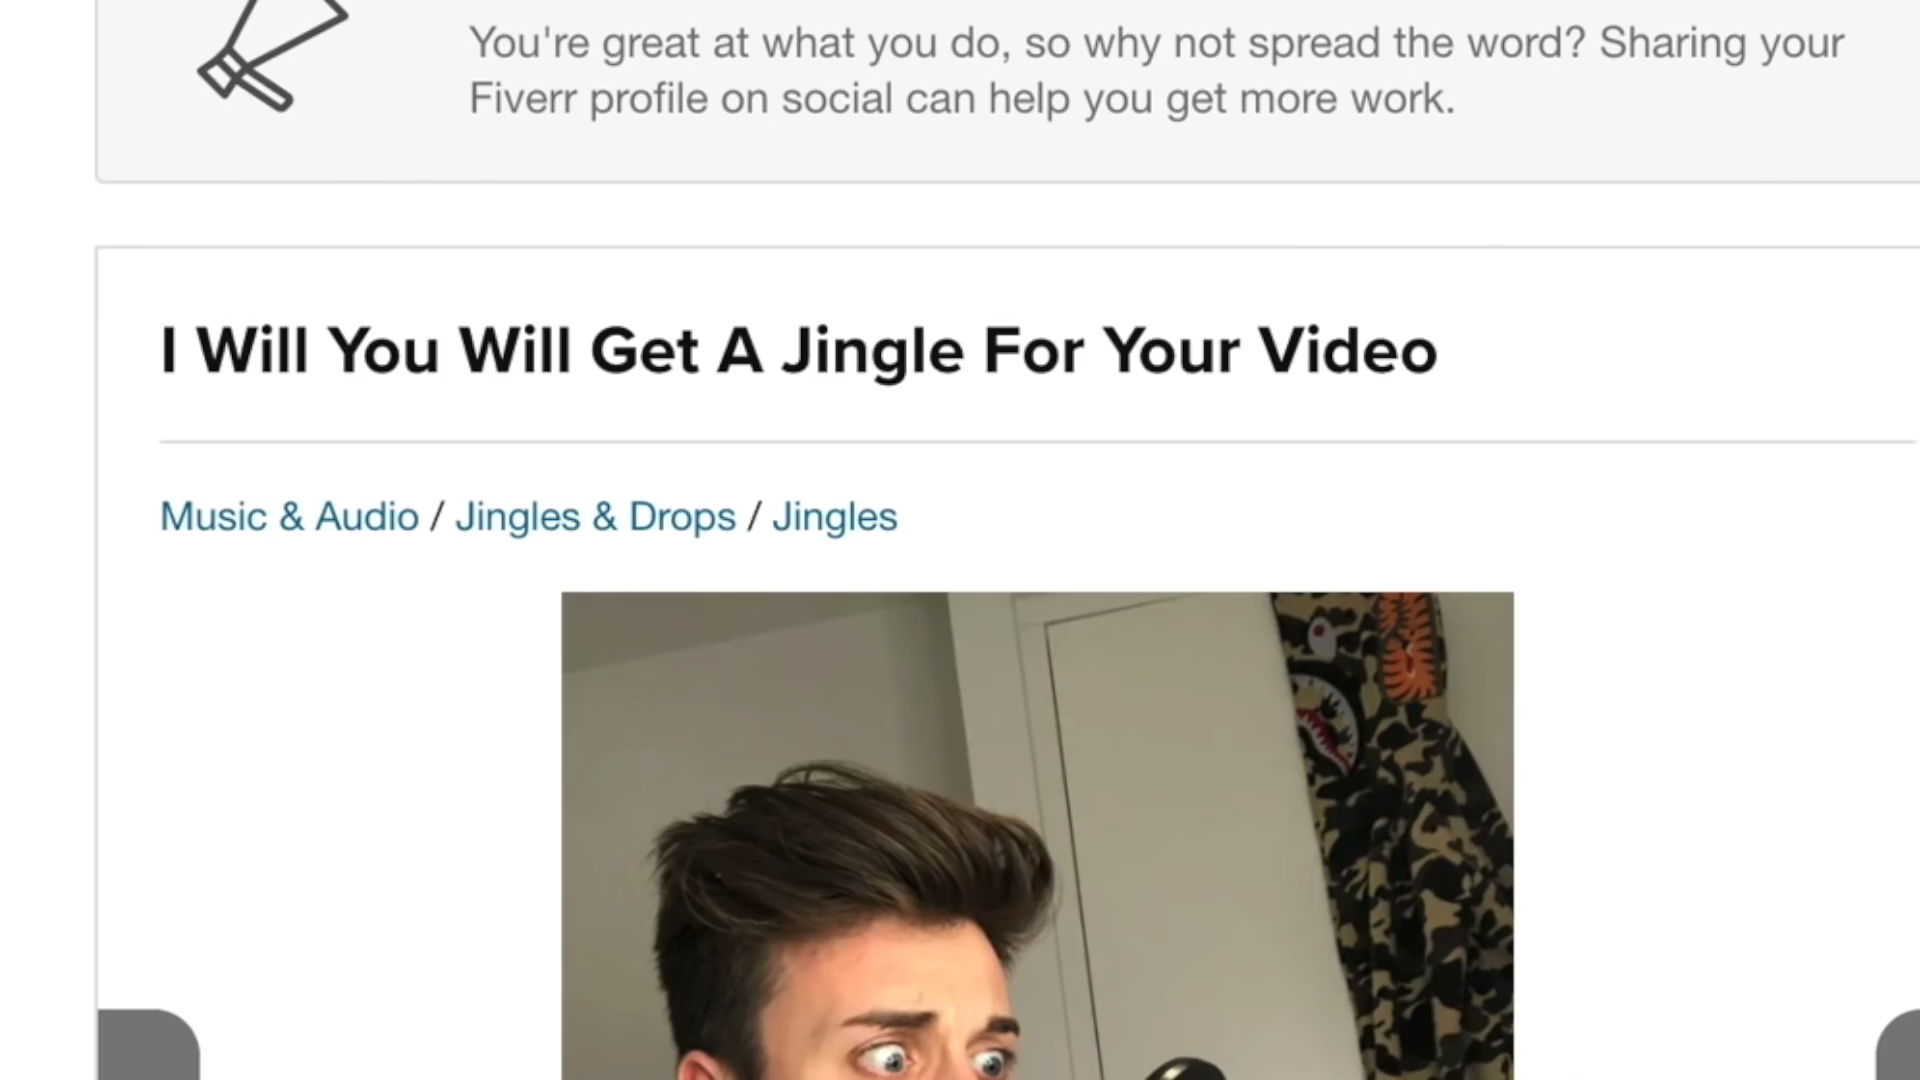 You're great at what you do, so why not spread the word? Sharing your
Fiverr profile on social can help you get more work.
I Will You Will Get A Jingle For Your Video
Music & Audio / Jingles & Drops / Jingles